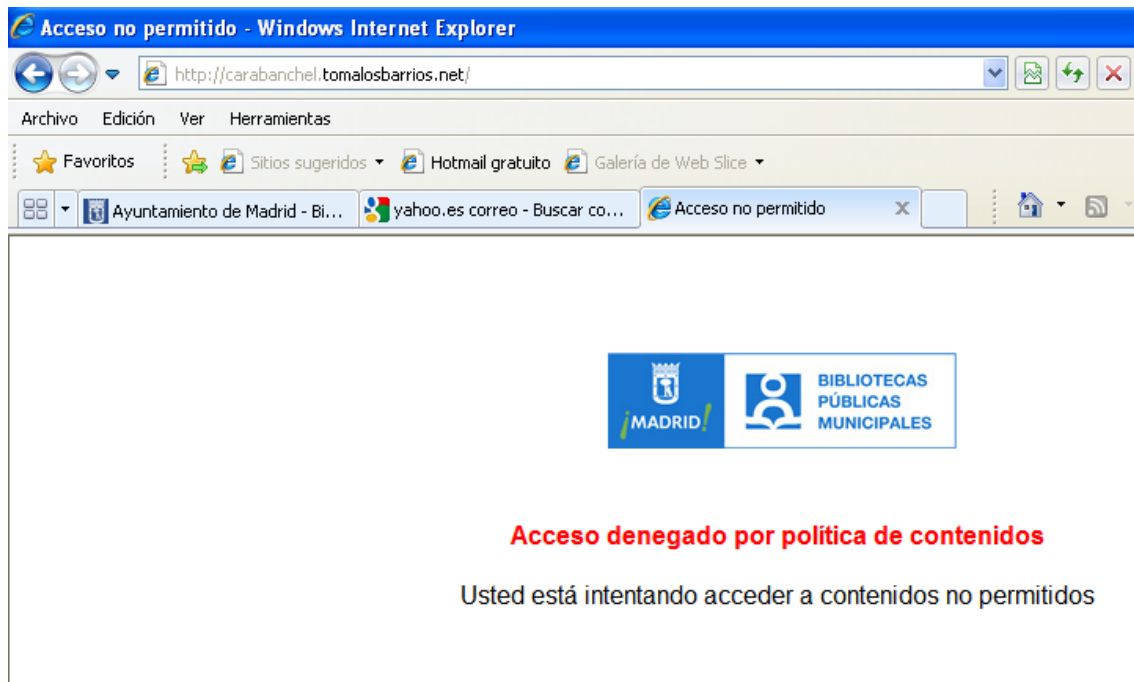 Acceso no permitido - Windows Internet Explorer
http://carabanchel.tomalosbarrios.net/
Archivo Edición Ver Herramientas
Favoritos Sitios sugeridos Hotmail gratuito Galería de Web Slice
Ayuntamiento de Madrid - Bi... yahoo.es correo - Buscar co... Acceso no permitido
¡MADRID!
BIBLIOTECAS
PÚBLICAS
MUNICIPALES
Acceso denegado por política de contenidos
Usted está intentando acceder a contenidos no permitidos